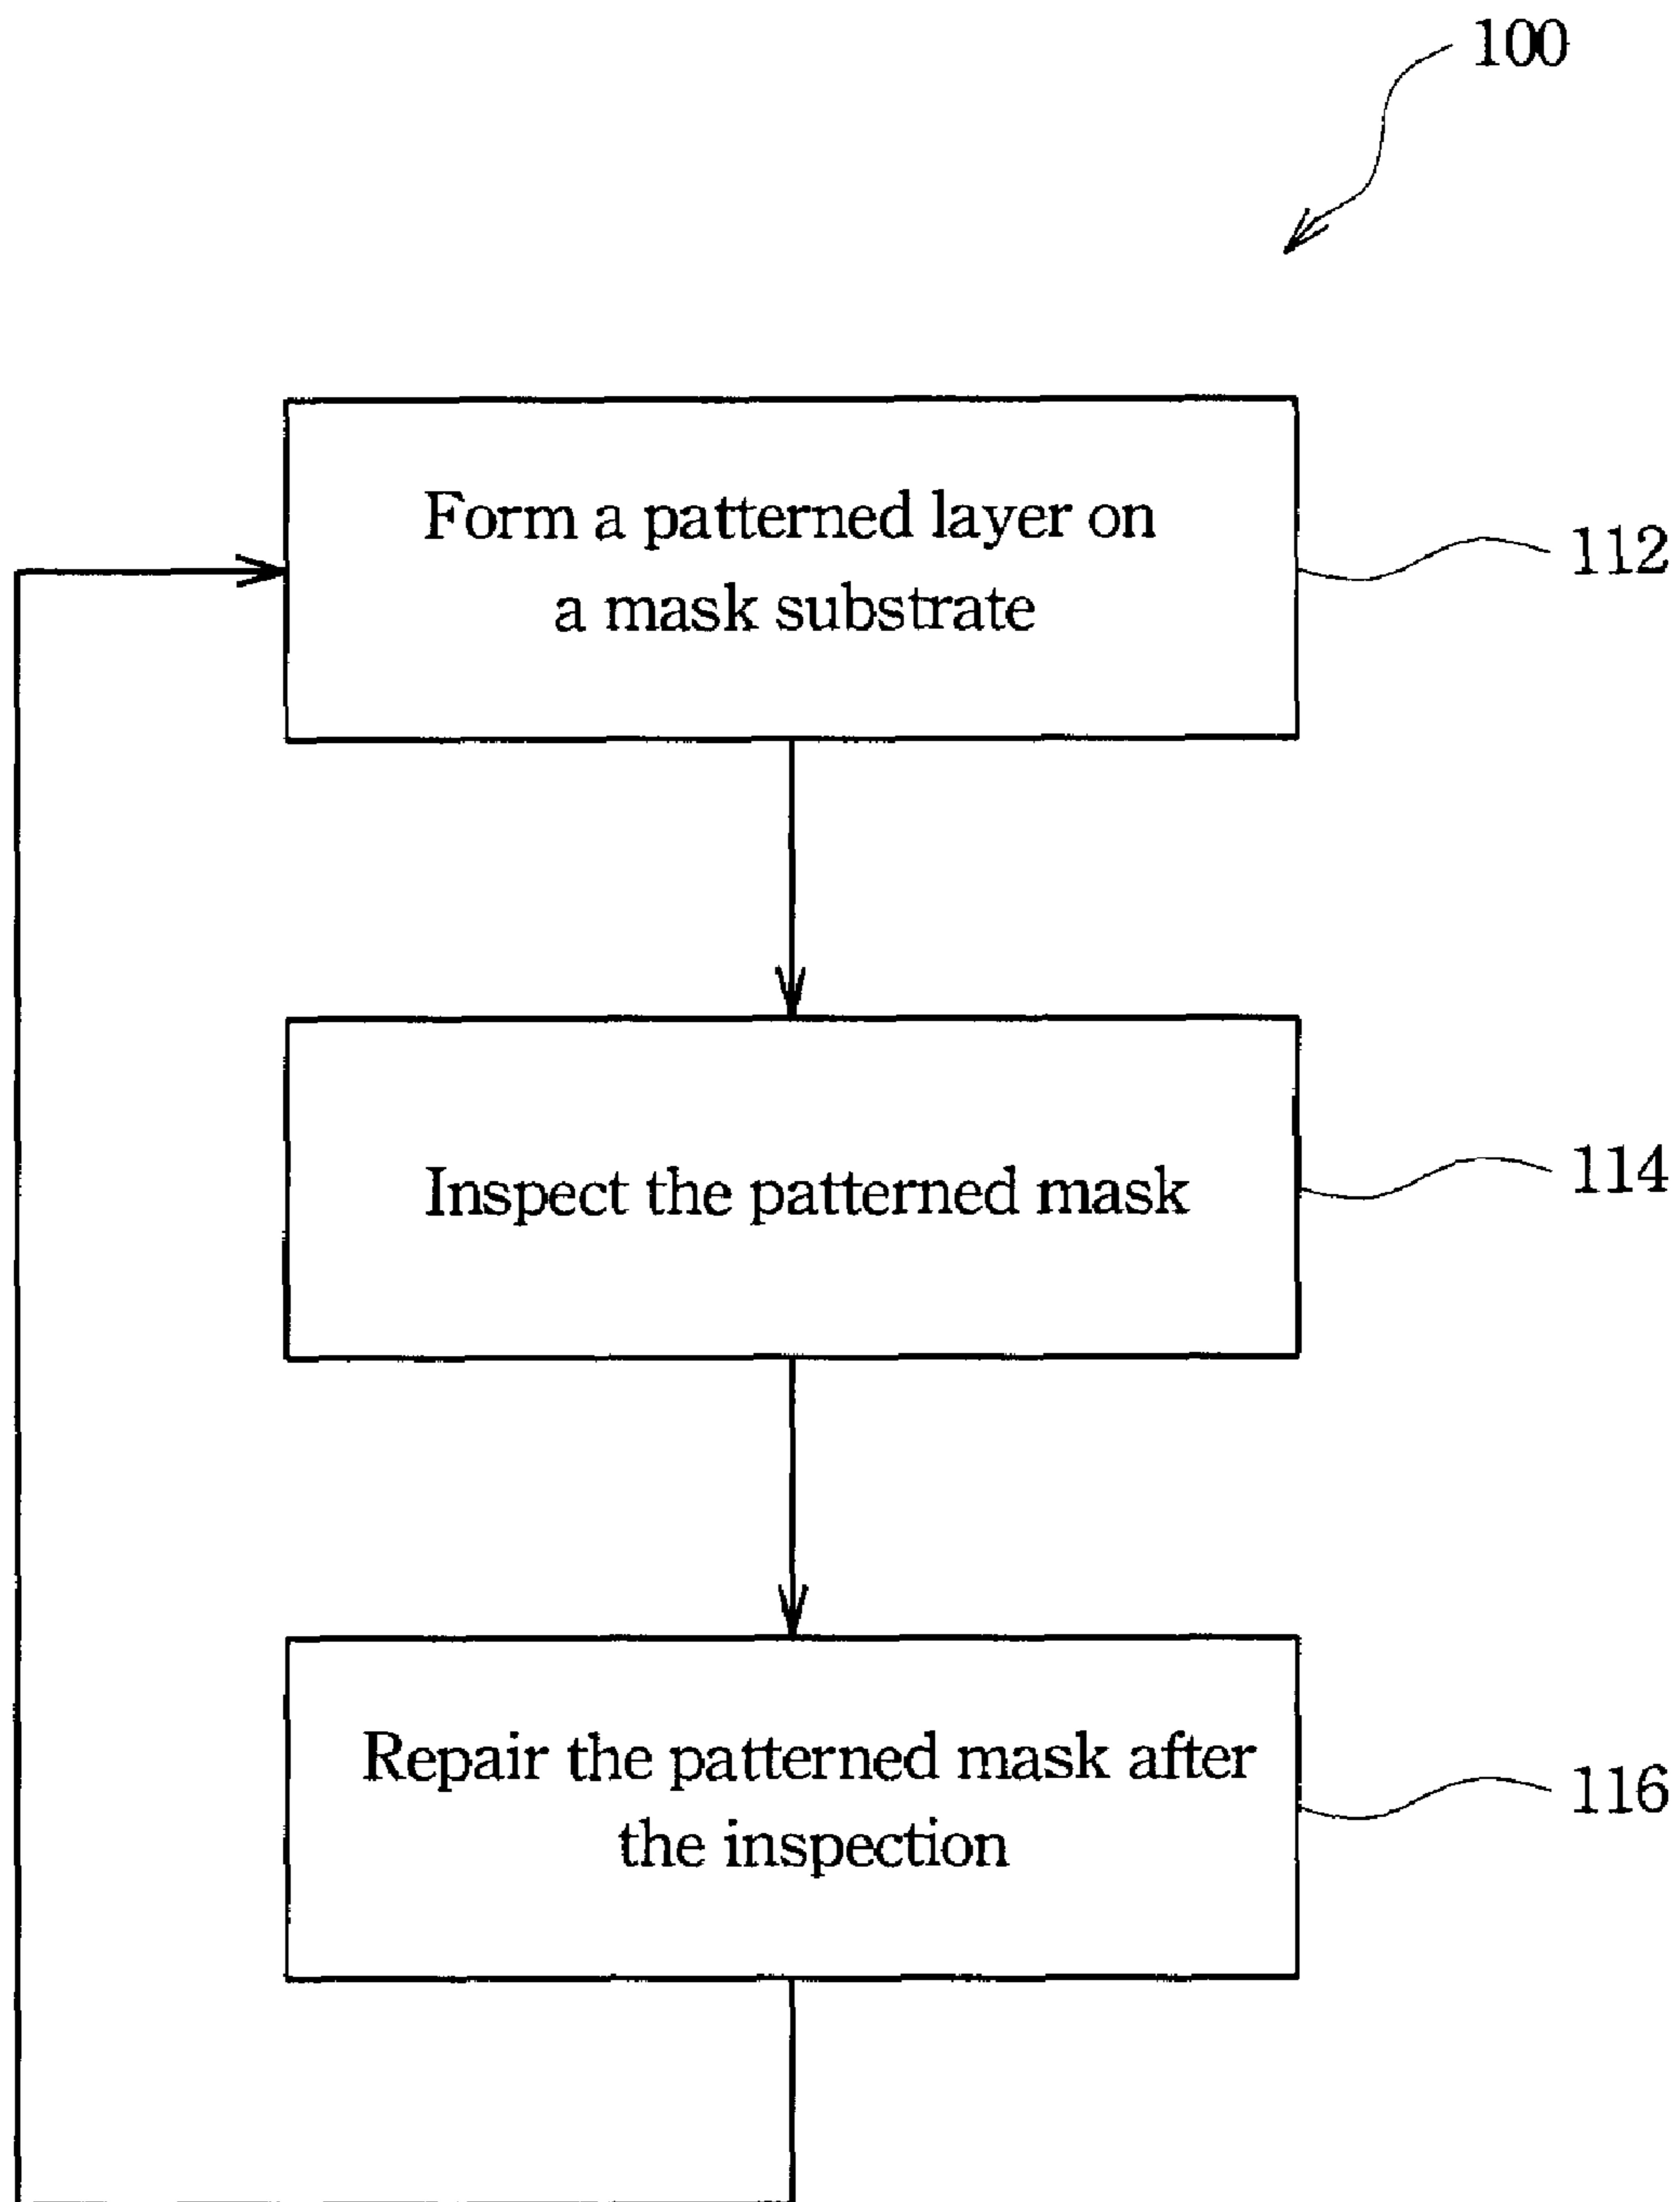 100
Form a patterned layer on
a mask substrate
112
Inspect the patterned mask
114
Repair the patterned mask after
the inspection
116